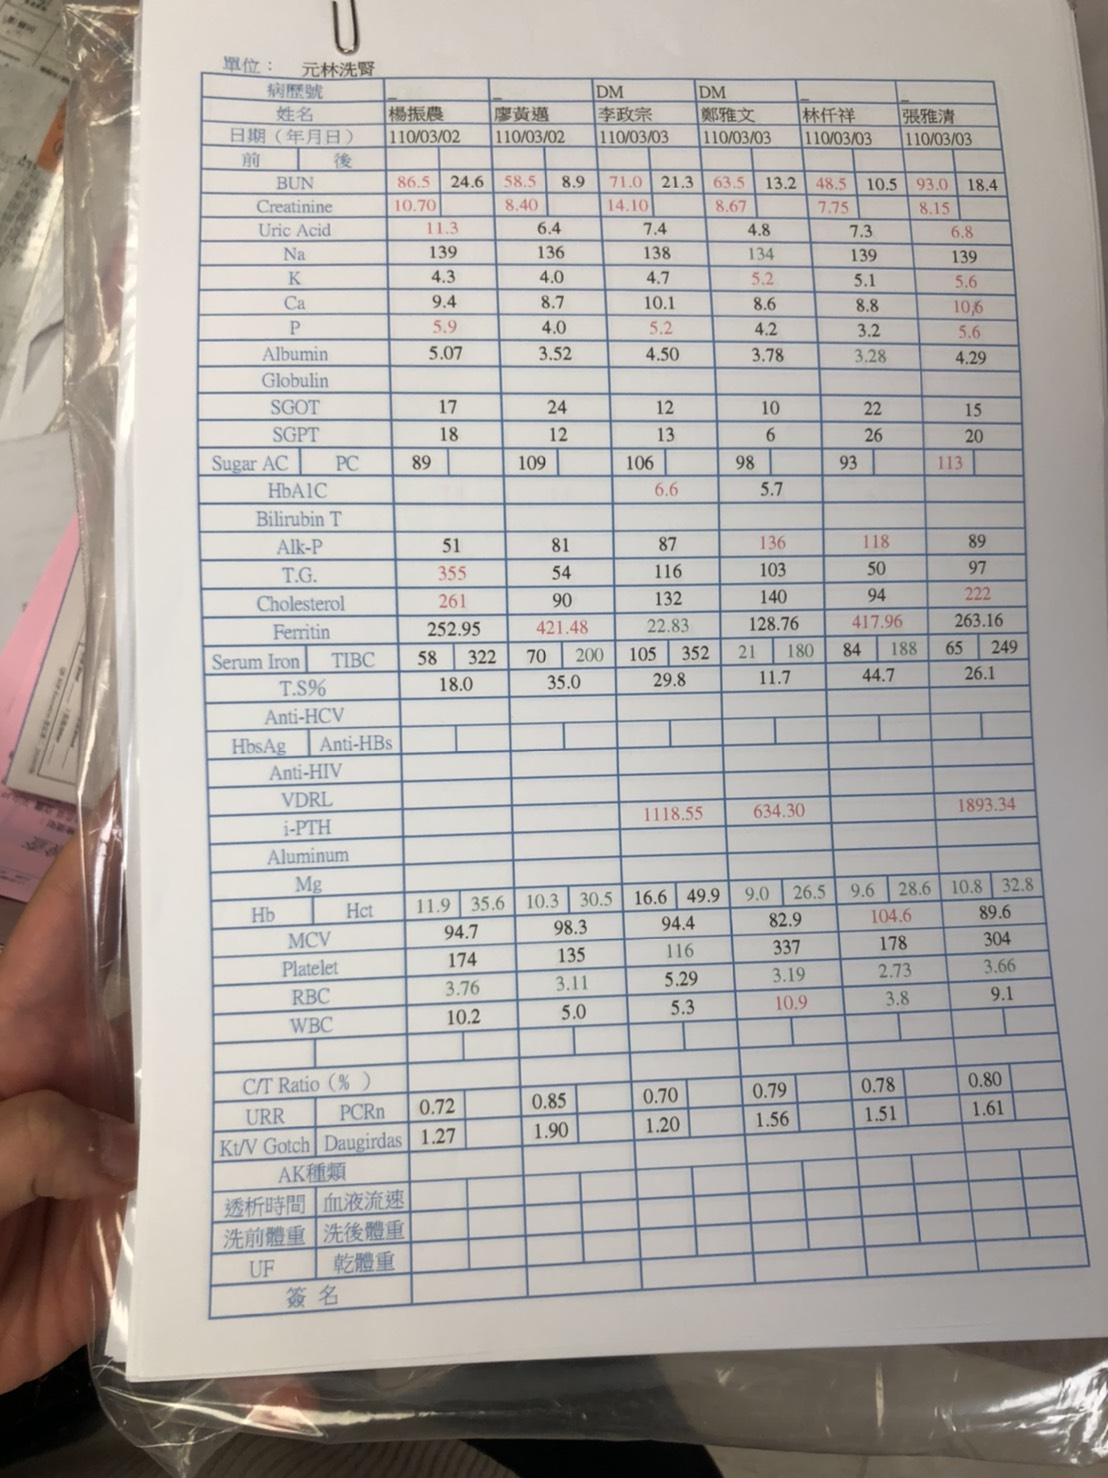 單位： 元林洗腎
病歷號 _ _ DM DM _ _
姓名 楊振農 廖黃邁 李政宗 鄭雅文 林仟祥 張雅清
日期（年月日） 110/03/02 110/03/02 110/03/03 110/03/03 110/03/03 110/03/03
前 後
BUN 86.5 24.6 58.5 8.9 71.0 21.3 63.5 13.2 48.5 10.5 93.0 18.4
Creatinine 10.70 8.40 14.10 8.67 7.75 8.15
Uric Acid 11.3 6.4 7.4 4.8 7.3 6.8
Na 139 136 138 134 139 139
K 4.3 4.0 4.7 5.2 5.1 5.6
Ca 9.4 8.7 10.1 8.6 8.8 10.6
P 5.9 4.0 5.2 4.2 3.2 5.6
Albumin 5.07 3.52 4.50 3.78 3.28 4.29
Globulin
SGOT 17 24 12 10 22 15
SGPT 18 12 13 6 26 20
Sugar AC PC 89 109 106 98 93 113
HbA1C 6.6 5.7
Bilirubin T
Alk-P 51 81 87 136 118 89
T.G. 355 54 116 103 50 97
Cholesterol 261 90 132 140 94 222
Ferritin 252.95 421.48 22.83 128.76 417.96 263.16
Serum Iron TIBC 58 322 70 200 105 352 21 180 84 188 65 249
T.S% 18.0 35.0 29.8 11.7 44.7 26.1
Anti-HCV
HbsAg Anti-HBs
Anti-HIV
VDRL
i-PTH 1118.55 634.30 1893.34
Aluminum
Mg
Hb Hct 11.9 35.6 10.3 30.5 16.6 49.9 9.0 26.5 9.6 28.6 10.8 32.8
MCV 94.7 98.3 94.4 82.9 104.6 89.6
Platelet 174 135 116 337 178 304
RBC 3.76 3.11 5.29 3.19 2.73 3.66
WBC 10.2 5.0 5.3 10.9 3.8 9.1
C/T Ratio（%）
URR PCRn 0.72 0.85 0.70 0.79 0.78 0.80
Kt/V Gotch Daugirdas 1.27 1.90 1.20 1.56 1.51 1.61
AK種類
透析時間 血液流速
洗前體重 洗後體重
UF 乾體重
簽 名